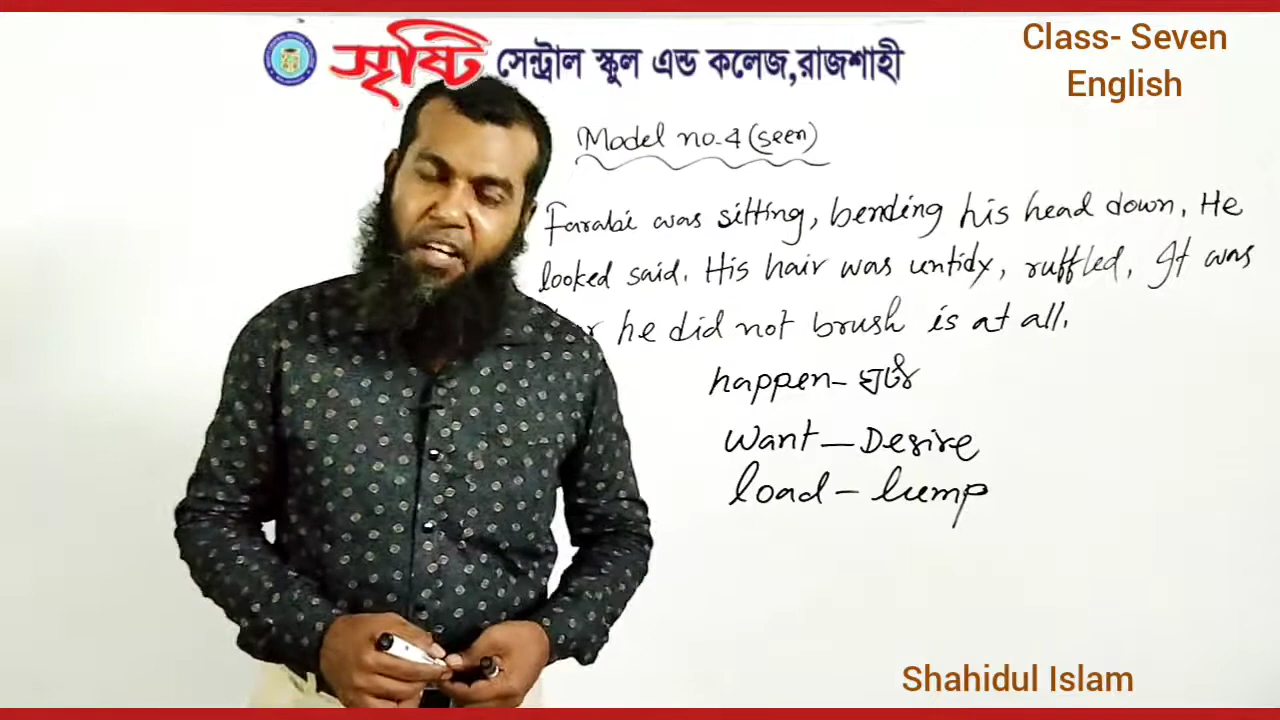 সৃষ্টি সেন্ট্রাল স্কুল এন্ড কলেজ,রাজশাহী
Class- Seven
English
Model no-4 (seen)
Farabi was sitting, bending his head down. He
looked said. His hair was untidy, ruffled. It was
he did not brush is at all.
happen- ঘটা
Want - Desire
load - lump
Shahidul Islam